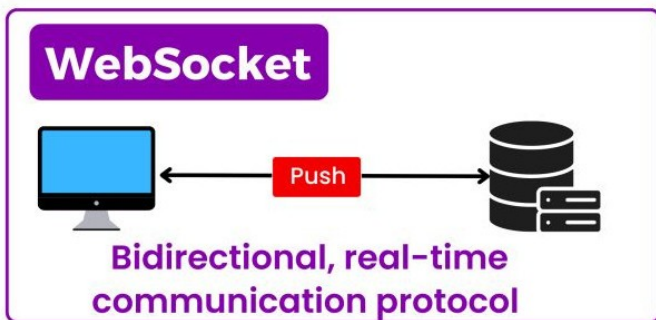 WebSocket
Push
Bidirectional, real-time
communication protocol